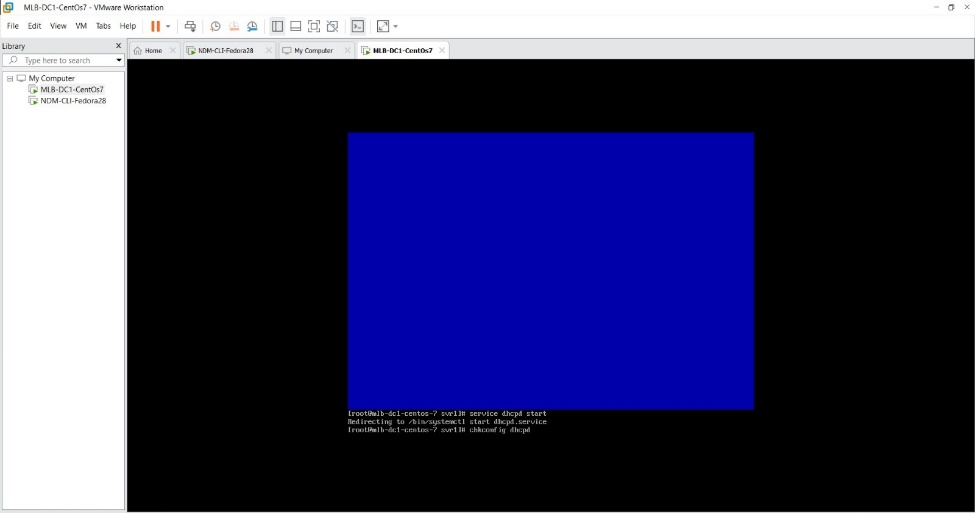 MLB-DC1-CentOs7 - VMware Workstation
File Edit View VM Tabs Help
Library
Type here to search
My Computer
MLB-DC1-CentOs7
NDM-CLI-Fedora28
Home
NDM-CLI-Fedora28
My Computer
MLB-DC1-CentOs7
[root@mlb-dc1-centos-7 svr1]# service dhcpd start
Redirecting to /bin/systemctl start dhcpd.service
[root@mlb-dc1-centos-7 svr1]# chkconfig dhcpd